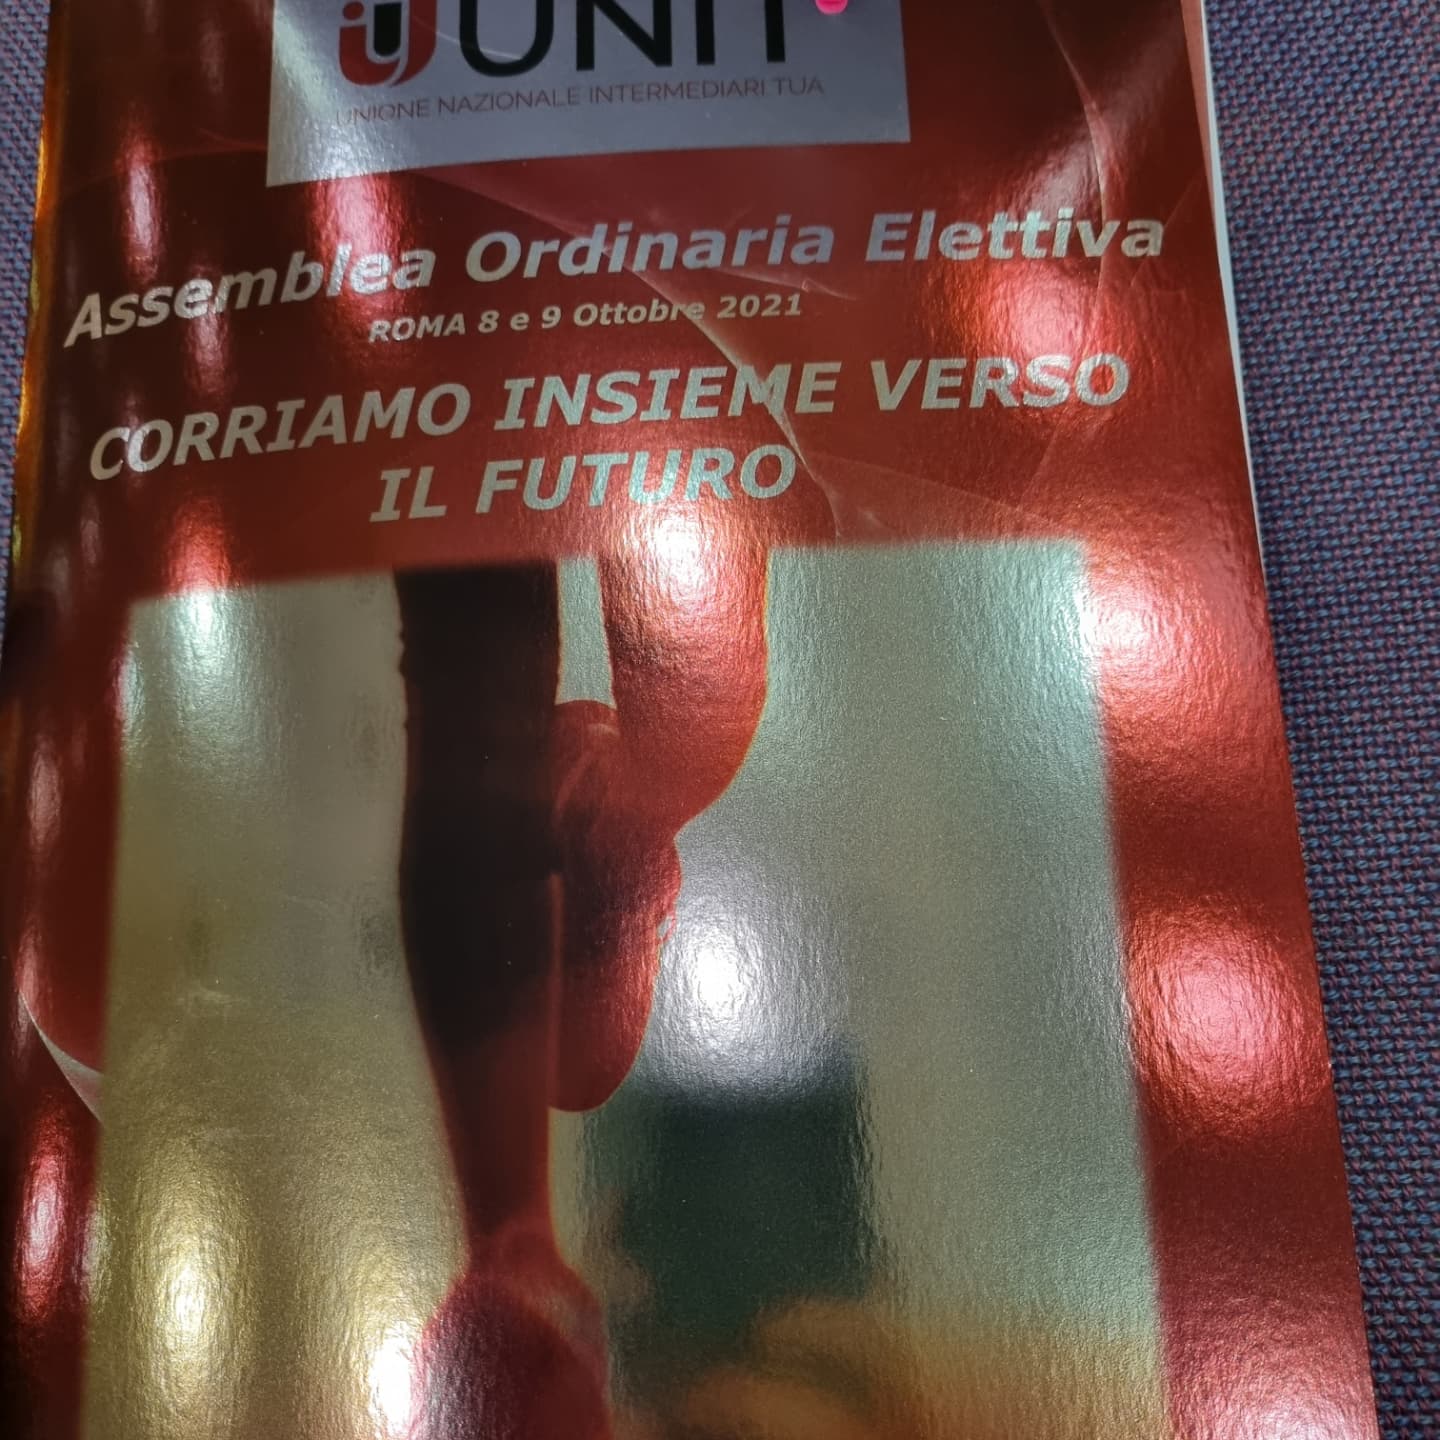 UNIT
UNIONE NAZIONALE INTERMEDIARI TUA
Assemblea Ordinaria Elettiva
ROMA 8 e 9 Ottobre 2021
CORRIAMO INSIEME VERSO
IL FUTURO